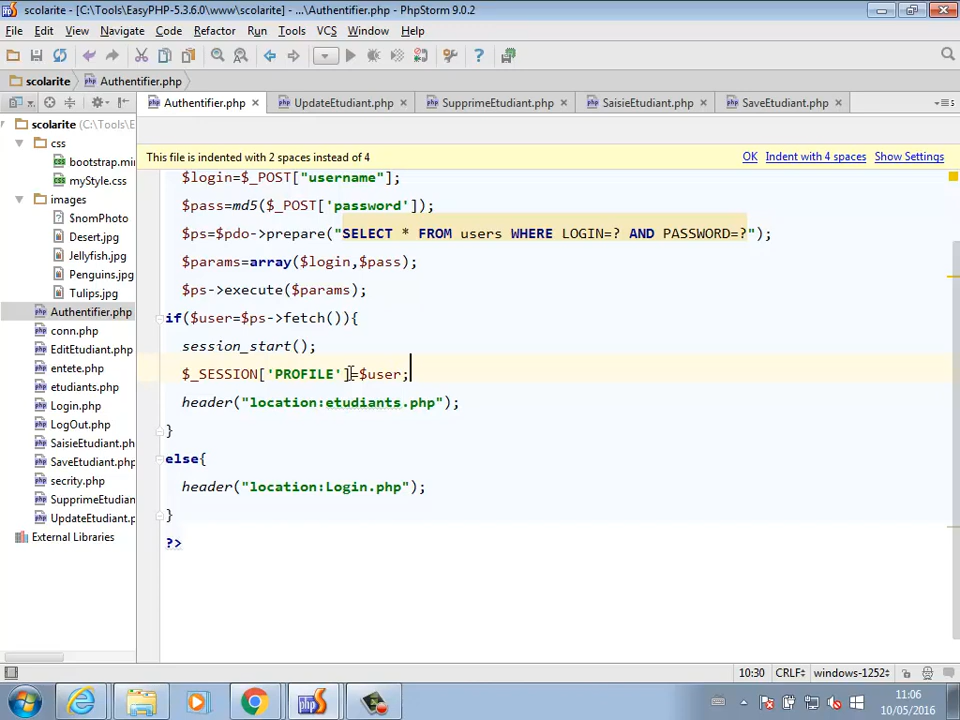 scolarite - [C:\Tools\EasyPHP-5.3.6.0\www\scolarite] - ...\Authentifier.php - PhpStorm 9.0.2
File Edit View Navigate Code Refactor Run Tools VCS Window Help
scolarite Authentifier.php
Authentifier.php UpdateEtudiant.php SupprimeEtudiant.php SaisieEtudiant.php SaveEtudiant.php
This file is indented with 2 spaces instead of 4 OK Indent with 4 spaces Show Settings
scolarite (C:\Tools\E
css
bootstrap.mi
myStyle.css
images
$nomPhoto
Desert.jpg
Jellyfish.jpg
Penguins.jpg
Tulips.jpg
Authentifier.php
conn.php
EditEtudiant.php
entete.php
etudiants.php
Login.php
LogOut.php
SaisieEtudiant.php
SaveEtudiant.php
secrity.php
SupprimeEtudian
UpdateEtudiant.p
External Libraries
$login=$_POST["username"];
$pass=md5($_POST['password']);
$ps=$pdo->prepare("SELECT * FROM users WHERE LOGIN=? AND PASSWORD=?");
$params=array($login,$pass);
$ps->execute($params);
if($user=$ps->fetch()){
session_start();
$_SESSION['PROFILE']=$user;
header("location:etudiants.php");
}
else{
header("location:Login.php");
}
?>
10:30 CRLF windows-1252
11:06
10/05/2016